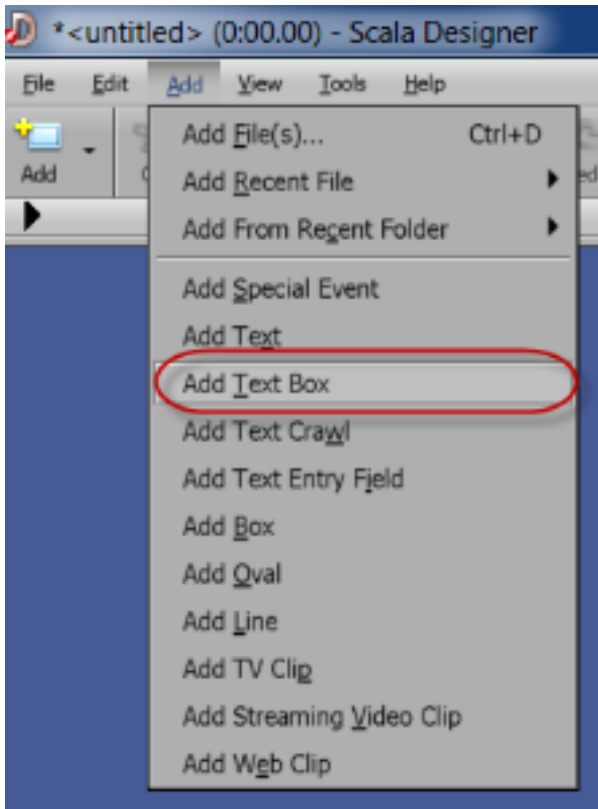 *<untitled> (0:00.00) - Scala Designer
File Edit Add View Tools Help
Add
Add File(s)... Ctrl+D
Add Recent File
Add From Recent Folder
Add Special Event
Add Text
Add Text Box
Add Text Crawl
Add Text Entry Field
Add Box
Add Oval
Add Line
Add TV Clip
Add Streaming Video Clip
Add Web Clip